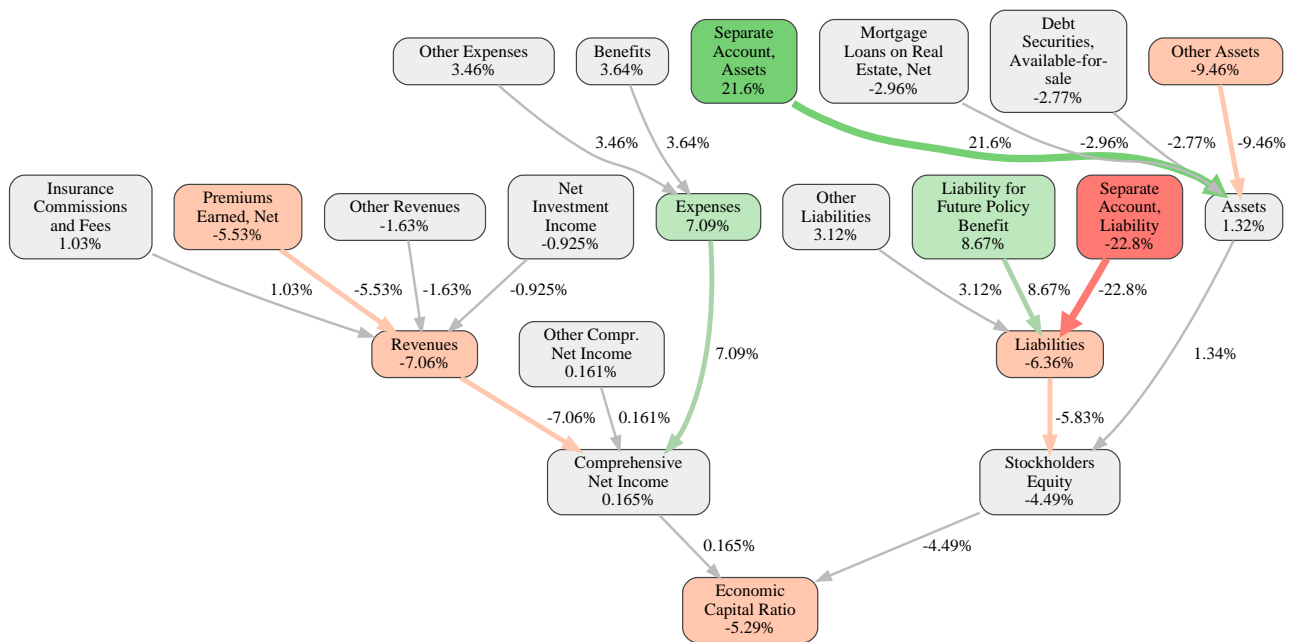 Other Expenses
3.46%
Benefits
3.64%
Separate
Account,
Assets
21.6%
Mortgage
Loans on Real
Estate, Net
-2.96%
Debt
Securities,
Available-for-
sale
-2.77%
Other Assets
-9.46%
3.46%
3.64%
21.6%
-2.96%
-2.77%
-9.46%
Insurance
Commissions
and Fees
1.03%
Premiums
Earned, Net
-5.53%
Other Revenues
-1.63%
Net
Investment
Income
-0.925%
Expenses
7.09%
Other
Liabilities
3.12%
Liability for
Future Policy
Benefit
8.67%
Separate
Account,
Liability
-22.8%
Assets
1.32%
1.03%
-5.53%
-1.63%
-0.925%
3.12%
8.67%
-22.8%
Revenues
-7.06%
Other Compr.
Net Income
0.161%
7.09%
Liabilities
-6.36%
1.34%
-7.06%
0.161%
-5.83%
Comprehensive
Net Income
0.165%
Stockholders
Equity
-4.49%
0.165%
-4.49%
Economic
Capital Ratio
-5.29%